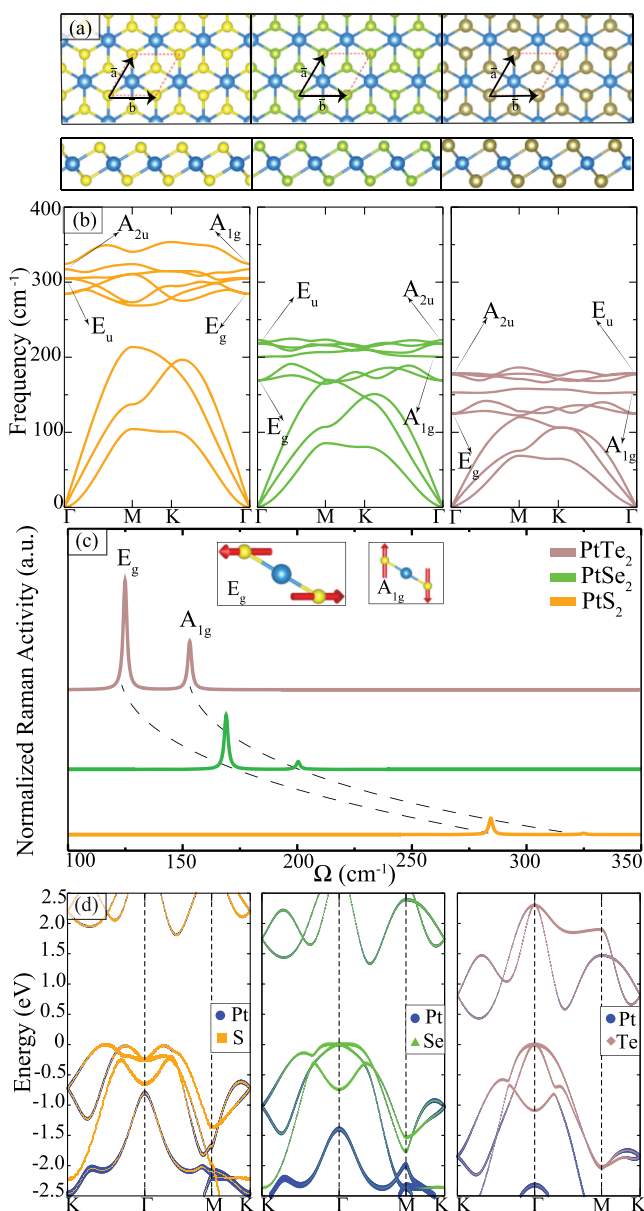 (a)
a
b
a
b
a
b
(b)
Frequency (cm⁻¹)
400
300
200
100
0
A2u
A1g
Eu
Eg
Eu
A2u
Eg
A1g
A2u
Eu
Eg
A1g
Γ M K Γ
Γ M K Γ
Γ M K Γ
(c)
Normalized Raman Activity (a.u.)
Eg
A1g
Eg
A1g
PtTe2
PtSe2
PtS2
100 150 200 250 300 350
Ω (cm⁻¹)
(d)
Energy (eV)
2.5
2.0
1.5
1.0
0.5
0
-0.5
-1.0
-1.5
-2.0
-2.5
Pt
S
Pt
Se
Pt
Te
K Γ M K
K Γ M K
K Γ M K